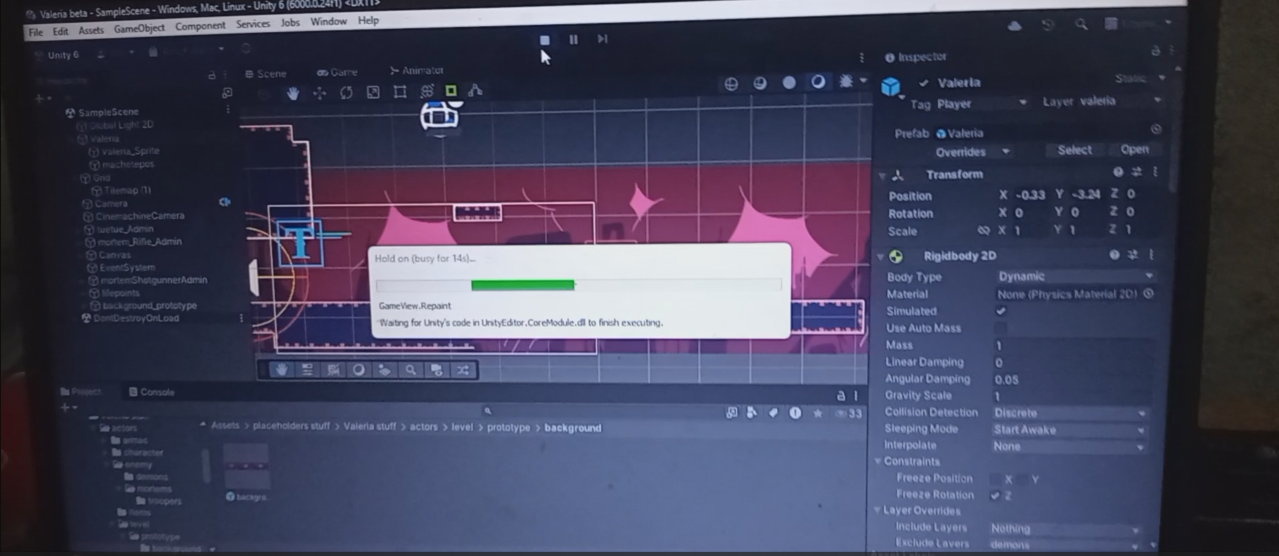 Valeria beta - SampleScene - Windows, Mac, Linux - Unity 6 (6000.0.24f1) <DX11>
File Edit Assets GameObject Component Services Jobs Window Help
Unity 6
Scene Game Animator
SampleScene
Global Light 2D
Valeria
Valeria_Sprite
machetepos
Grid
Tilemap (1)
Camera
CinemachineCamera
mortem_Rifle_Admin
Canvas
EventSystem
mortemShotgunnerAdmin
background_prototype
DontDestroyOnLoad
Hold on (busy for 14s)...
GameView.Repaint
Waiting for Unity's code in UnityEditor.CoreModule.dll to finish executing.
Inspector
Valeria
Static
Tag Player Layer valeria
Prefab Valeria
Overrides Select Open
Transform
Position X -0.33 Y -3.24 Z 0
Rotation X 0 Y 0 Z 0
Scale X 1 Y 1 Z 1
Rigidbody 2D
Body Type Dynamic
Material None (Physics Material 2D)
Simulated
Use Auto Mass
Mass 1
Linear Damping 0
Angular Damping 0.05
Gravity Scale 1
Collision Detection Discrete
Sleeping Mode Start Awake
Interpolate None
Constraints
Freeze Position X Y
Freeze Rotation Z
Layer Overrides
Include Layers Nothing
Exclude Layers demons
Project Console
33
Assets > placeholders stuff > Valeria stuff > actors > level > prototype > background
actors
armas
character
enemy
demons
mortems
troopers
items
level
prototype
background
backgro...